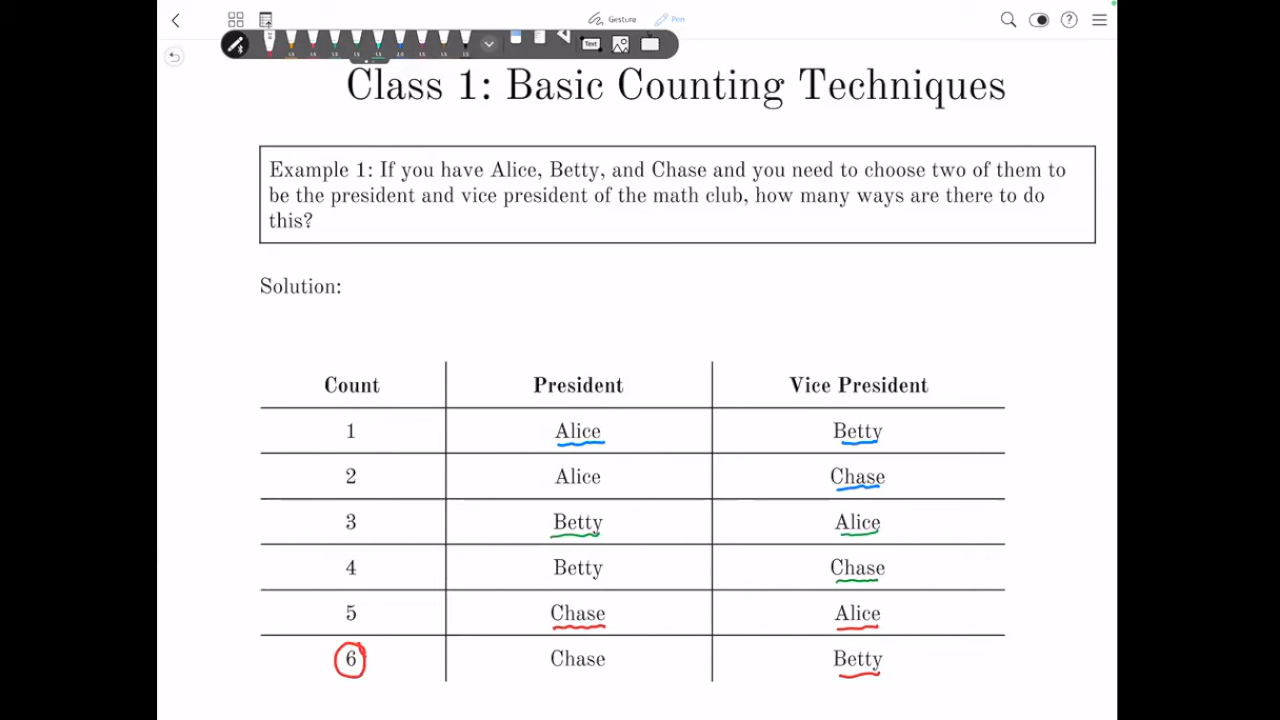 Gesture Pen
Text
Class 1: Basic Counting Techniques
Example 1: If you have Alice, Betty, and Chase and you need to choose two of them to
be the president and vice president of the math club, how many ways are there to do
this?
Solution:
Count President Vice President
1 Alice Betty
2 Alice Chase
3 Betty Alice
4 Betty Chase
5 Chase Alice
6 Chase Betty